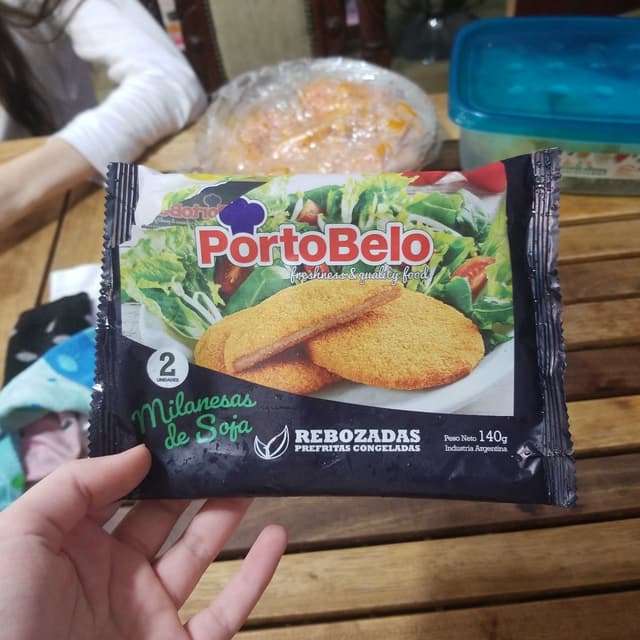 PortoBelo
freshness & quality food
2
UNIDADES
Milanesas
de Soja
REBOZADAS
PREFRITAS CONGELADAS
Peso Neto 140g
Industria Argentina